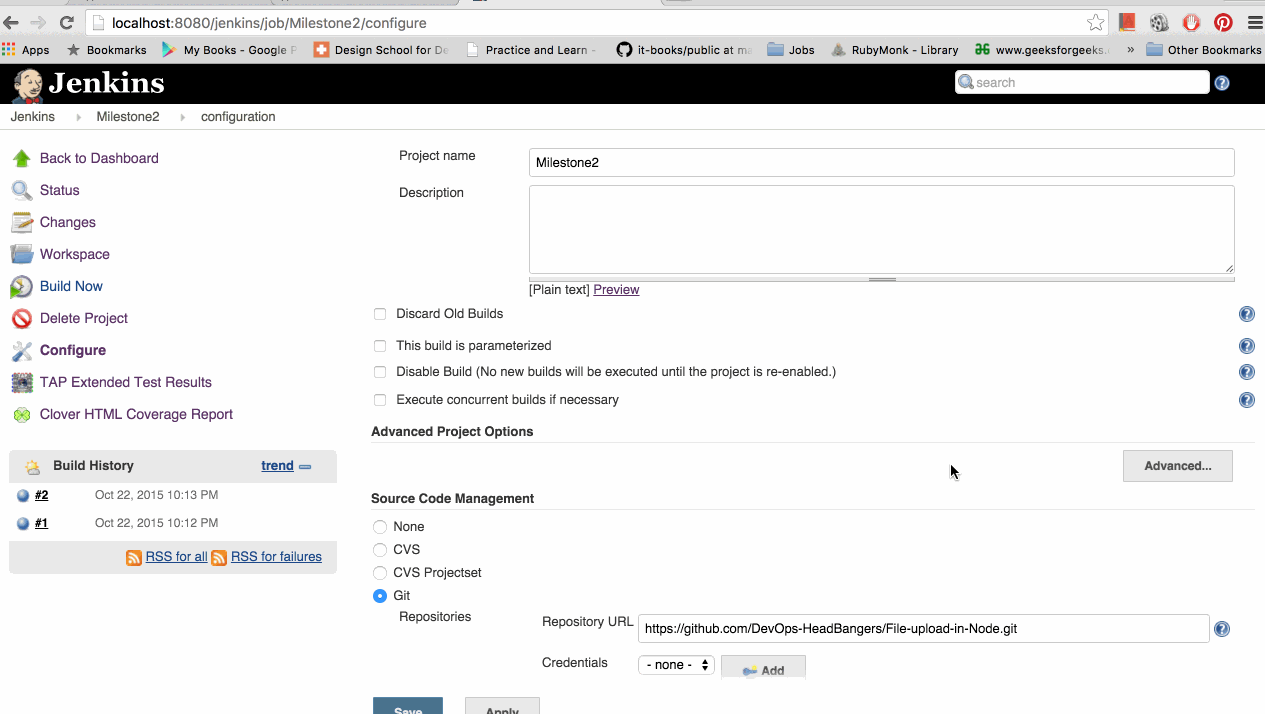 localhost:8080/jenkins/job/Milestone2/configure
Apps Bookmarks My Books - Google P Design School for De Practice and Learn - it-books/public at ma Jobs RubyMonk - Library www.geeksforgeeks. » Other Bookmarks
Jenkins search
Jenkins Milestone2 configuration
Back to Dashboard
Status
Changes
Workspace
Build Now
Delete Project
Configure
TAP Extended Test Results
Clover HTML Coverage Report
Build History trend
#2 Oct 22, 2015 10:13 PM
#1 Oct 22, 2015 10:12 PM
RSS for all RSS for failures
Project name Milestone2
Description
[Plain text] Preview
Discard Old Builds
This build is parameterized
Disable Build (No new builds will be executed until the project is re-enabled.)
Execute concurrent builds if necessary
Advanced Project Options
Advanced...
Source Code Management
None
CVS
CVS Projectset
Git
Repositories
Repository URL https://github.com/DevOps-HeadBangers/File-upload-in-Node.git
Credentials - none - Add
Save Apply